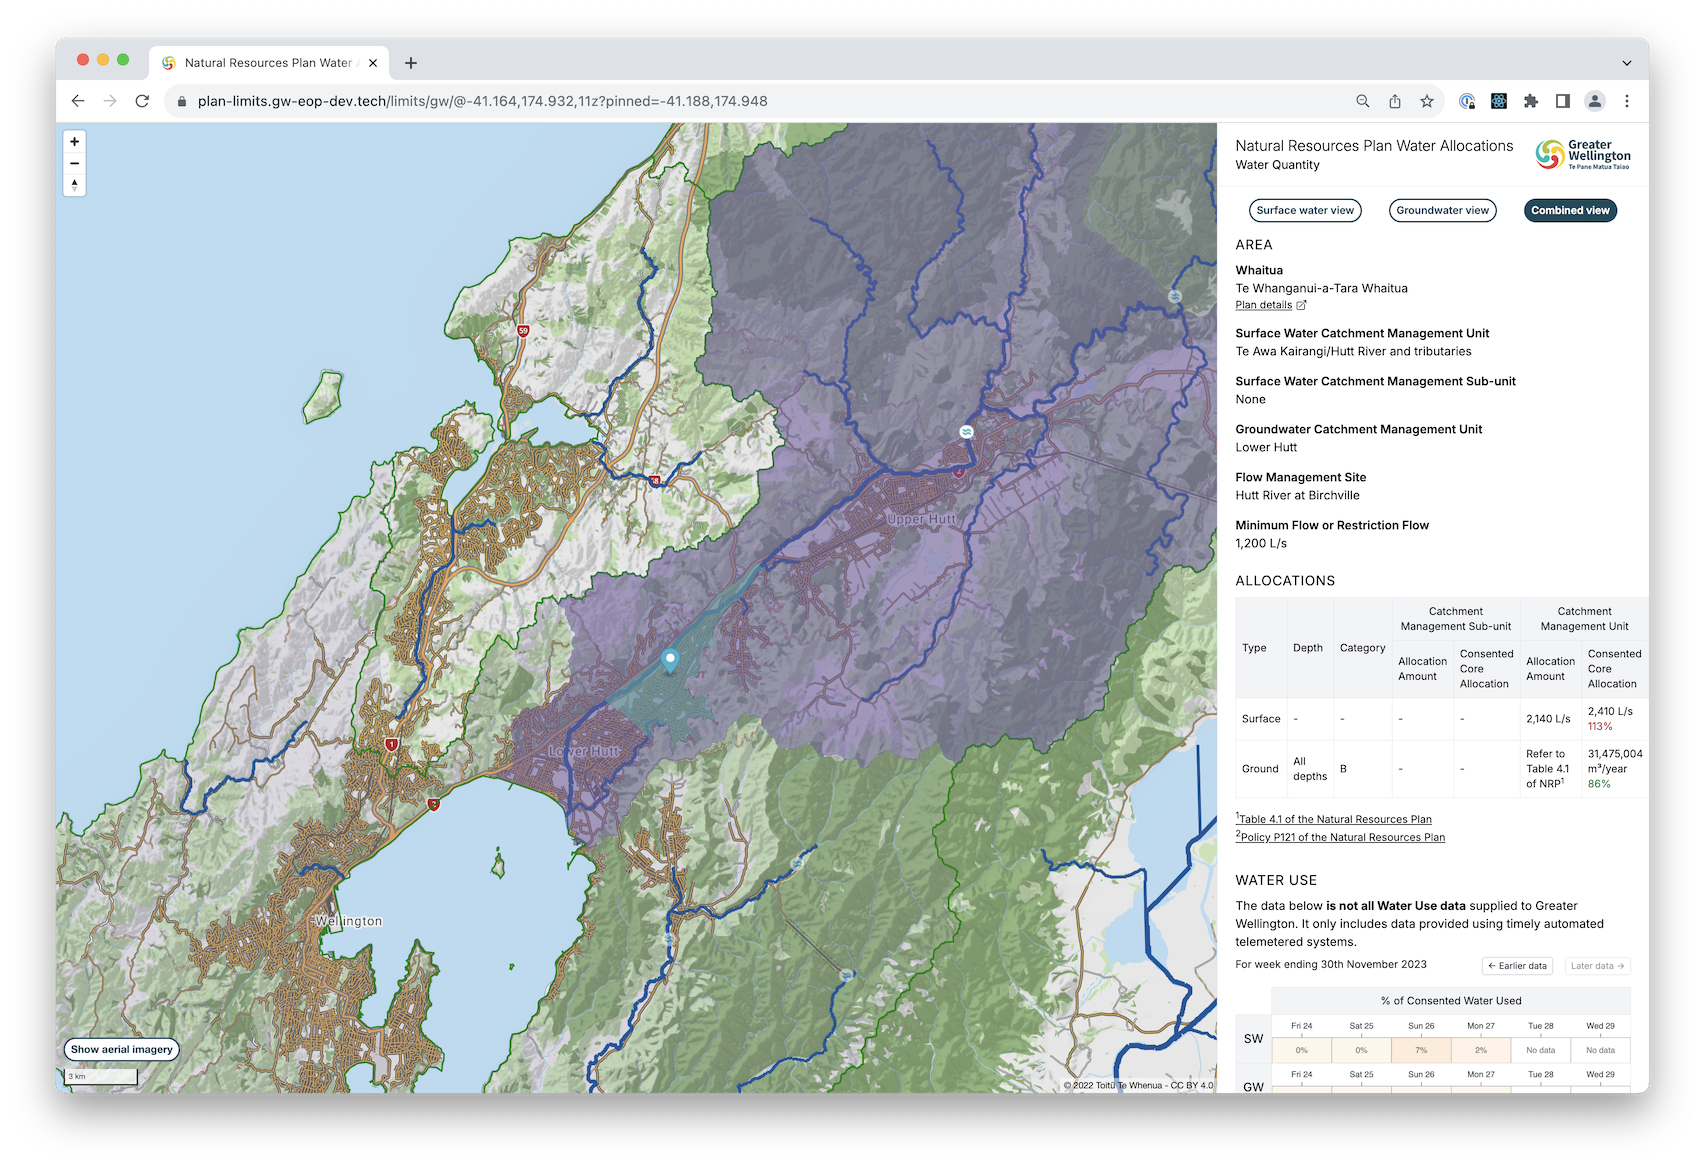 Natural Resources Plan Water
plan-limits.gw-eop-dev.tech/limits/gw/@-41.164,174.932,11z?pinned=-41.188,174.948
59
58
1
2
2
Upper Hutt
Lower Hutt
Wellington
Show aerial imagery
3 km
© 2022 Toitū Te Whenua - CC BY 4.0
Natural Resources Plan Water Allocations
Water Quantity
Greater
Wellington
Te Pane Matua Taiao
Surface water view
Groundwater view
Combined view
AREA
Whaitua
Te Whanganui-a-Tara Whaitua
Plan details
Surface Water Catchment Management Unit
Te Awa Kairangi/Hutt River and tributaries
Surface Water Catchment Management Sub-unit
None
Groundwater Catchment Management Unit
Lower Hutt
Flow Management Site
Hutt River at Birchville
Minimum Flow or Restriction Flow
1,200 L/s
ALLOCATIONS
Type
Depth
Category
Catchment
Management Sub-unit
Catchment
Management Unit
Allocation
Amount
Consented
Core
Allocation
Allocation
Amount
Consented
Core
Allocation
Surface
-
-
-
-
2,140 L/s
2,410 L/s
113%
Ground
All
depths
B
-
-
Refer to
Table 4.1
of NRP1
31,475,004
m³/year
86%
1Table 4.1 of the Natural Resources Plan
2Policy P121 of the Natural Resources Plan
WATER USE
The data below is not all Water Use data supplied to Greater
Wellington. It only includes data provided using timely automated
telemetered systems.
For week ending 30th November 2023
← Earlier data
Later data →
% of Consented Water Used
SW
Fri 24
Sat 25
Sun 26
Mon 27
Tue 28
Wed 29
0%
0%
7%
2%
No data
No data
GW
Fri 24
Sat 25
Sun 26
Mon 27
Tue 28
Wed 29